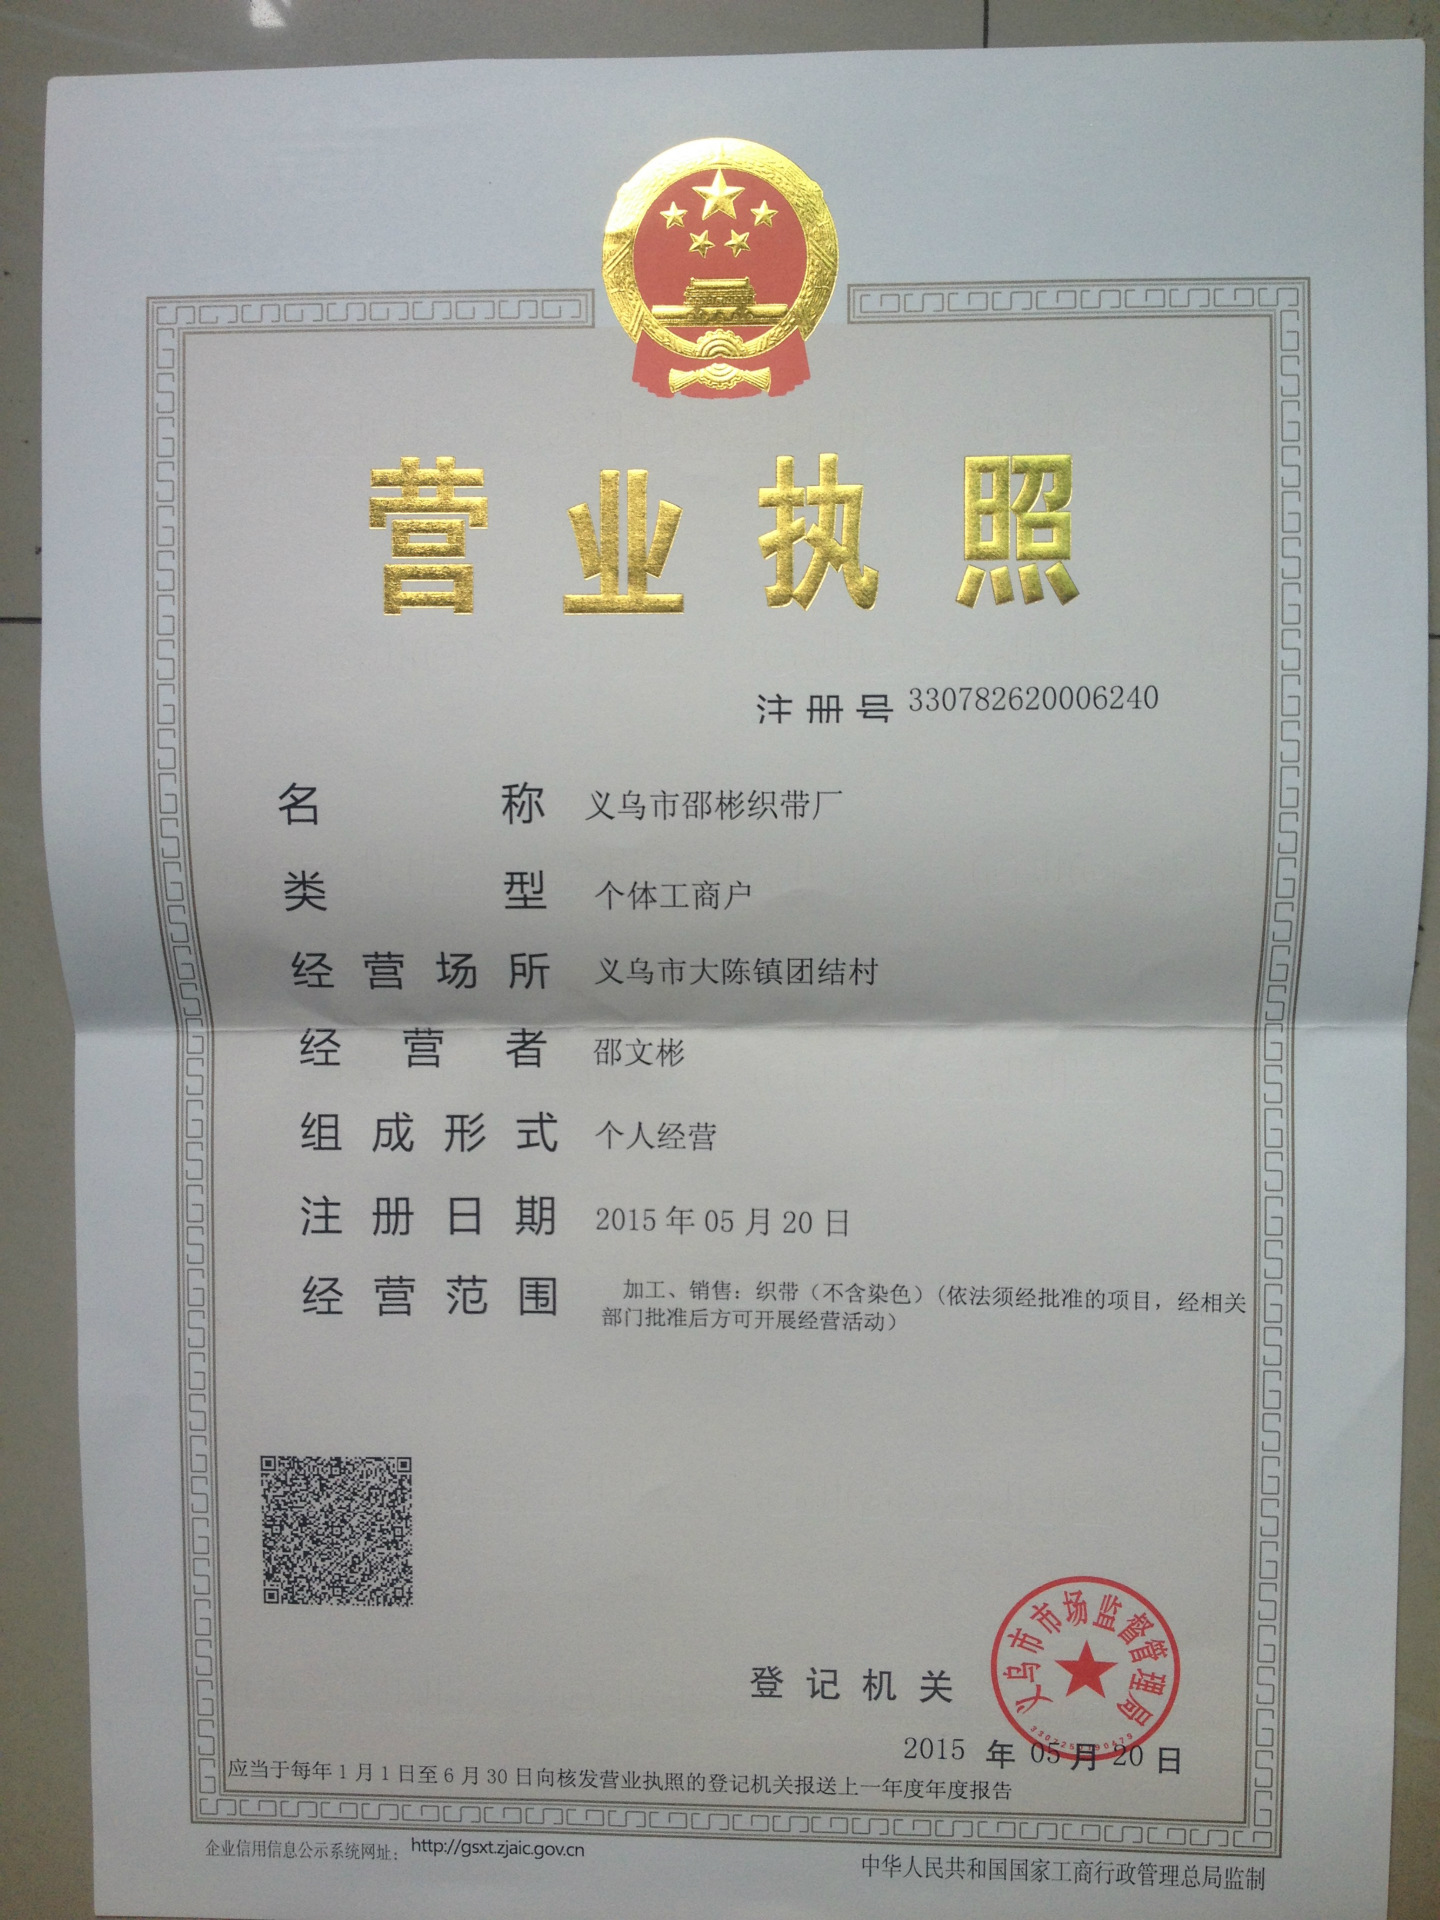 营业执照
注册号 330782620006240
名称 义乌市邵彬织带厂
类型 个体工商户
经营场所 义乌市大陈镇团结村
经营者 邵文彬
组成形式 个人经营
注册日期 2015年05月20日
经营范围 加工、销售：织带（不含染色）(依法须经批准的项目，经相关
部门批准后方可开展经营活动）
义乌市市场监督管理局
登记机关
2015 年 05 月 20 日
应当于每年1月1日至6月30日向核发营业执照的登记机关报送上一年度年度报告
企业信用信息公示系统网址： http://gsxt.zjaic.gov.cn
中华人民共和国国家工商行政管理总局监制